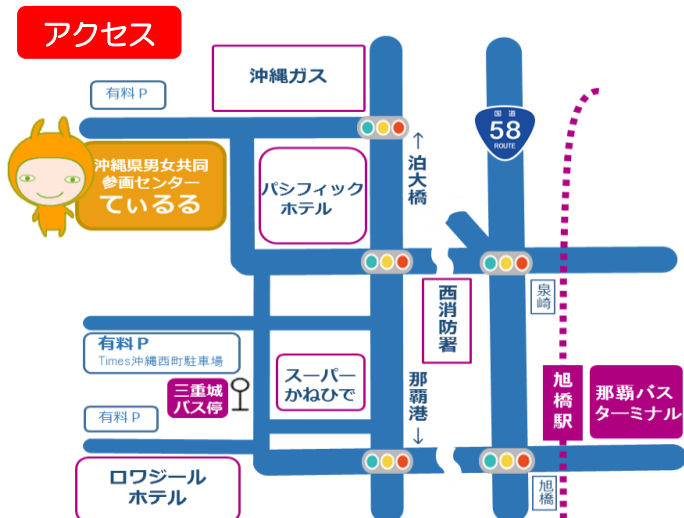 アクセス
沖縄ガス
有料P
国道
58
ROUTE
↑泊大橋
沖縄県男女共同
参画センター
てぃるる
パシフィック
ホテル
西消防署
泉崎
有料P
Times沖縄西町駐車場
スーパー
かねひで
三重城
バス停
那覇港↓
旭橋駅
那覇バス
ターミナル
有料P
ロワジール
ホテル
旭橋